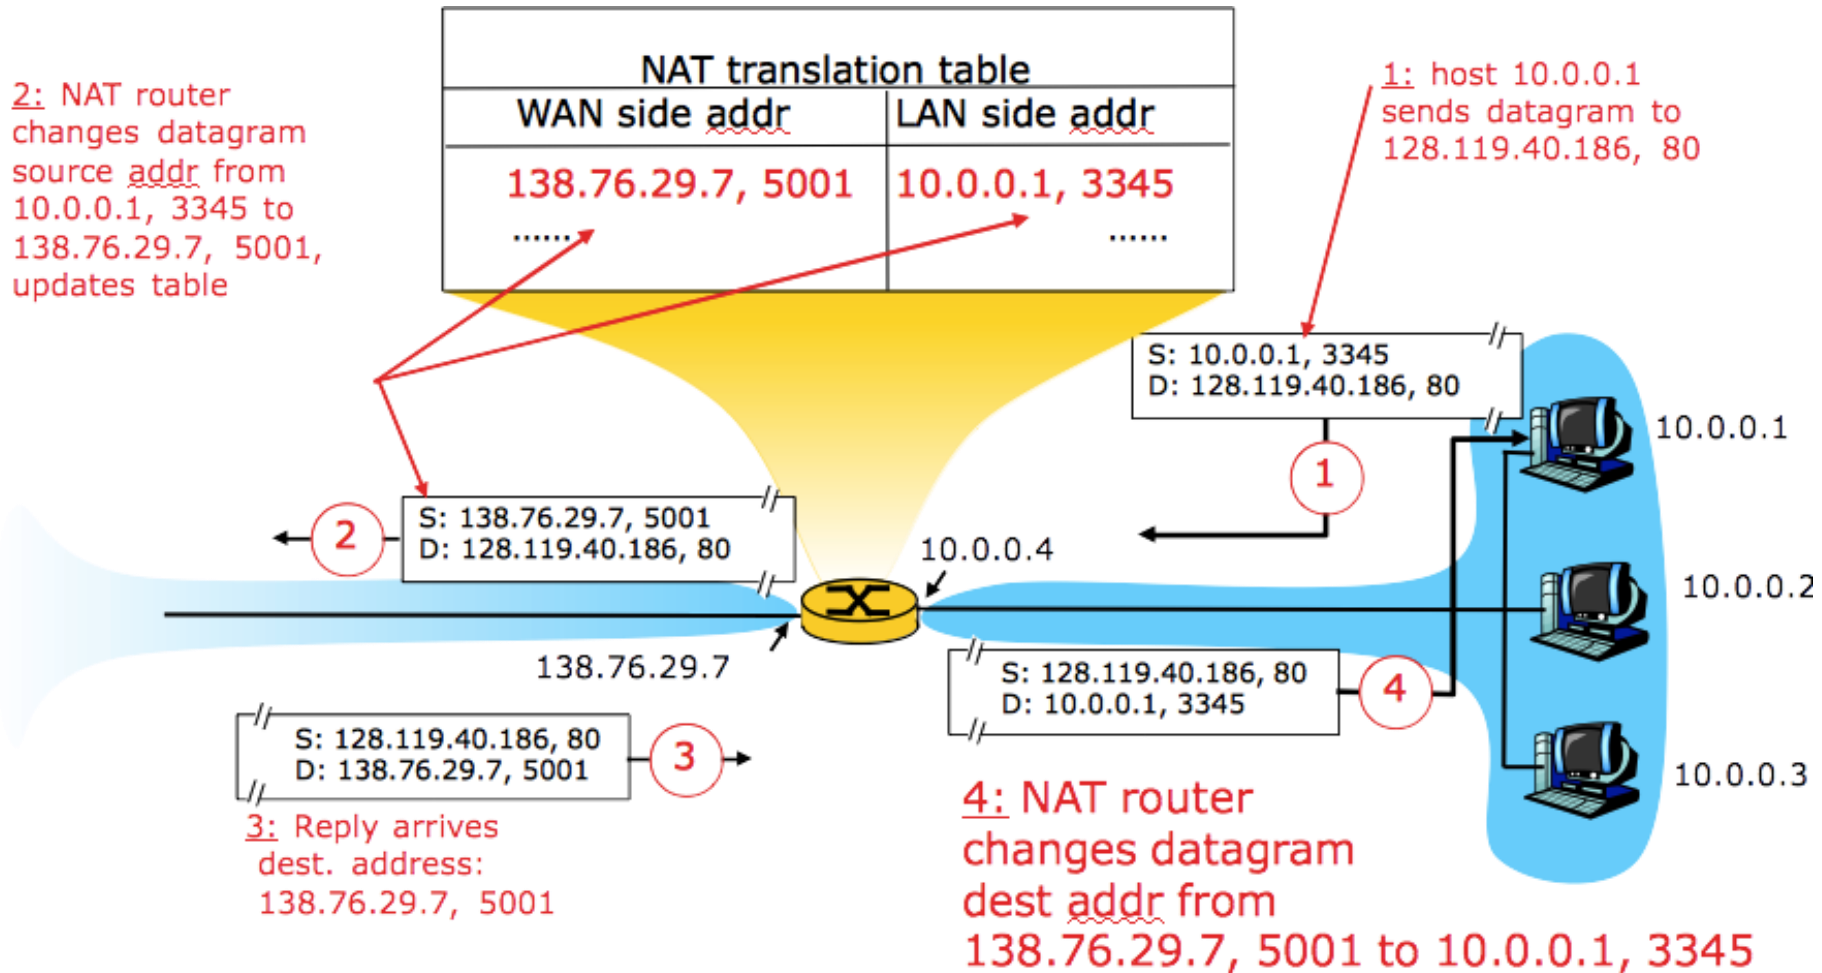 NAT translation table
WAN side addr
LAN side addr
138.76.29.7, 5001
10.0.0.1, 3345
......
......
2: NAT router
changes datagram
source addr from
10.0.0.1, 3345 to
138.76.29.7, 5001,
updates table
1: host 10.0.0.1
sends datagram to
128.119.40.186, 80
S: 10.0.0.1, 3345
D: 128.119.40.186, 80
1
10.0.0.1
2
S: 138.76.29.7, 5001
D: 128.119.40.186, 80
10.0.0.4
10.0.0.2
138.76.29.7
S: 128.119.40.186, 80
D: 10.0.0.1, 3345
4
S: 128.119.40.186, 80
D: 138.76.29.7, 5001
3
10.0.0.3
3: Reply arrives
dest. address:
138.76.29.7, 5001
4: NAT router
changes datagram
dest addr from
138.76.29.7, 5001 to 10.0.0.1, 3345